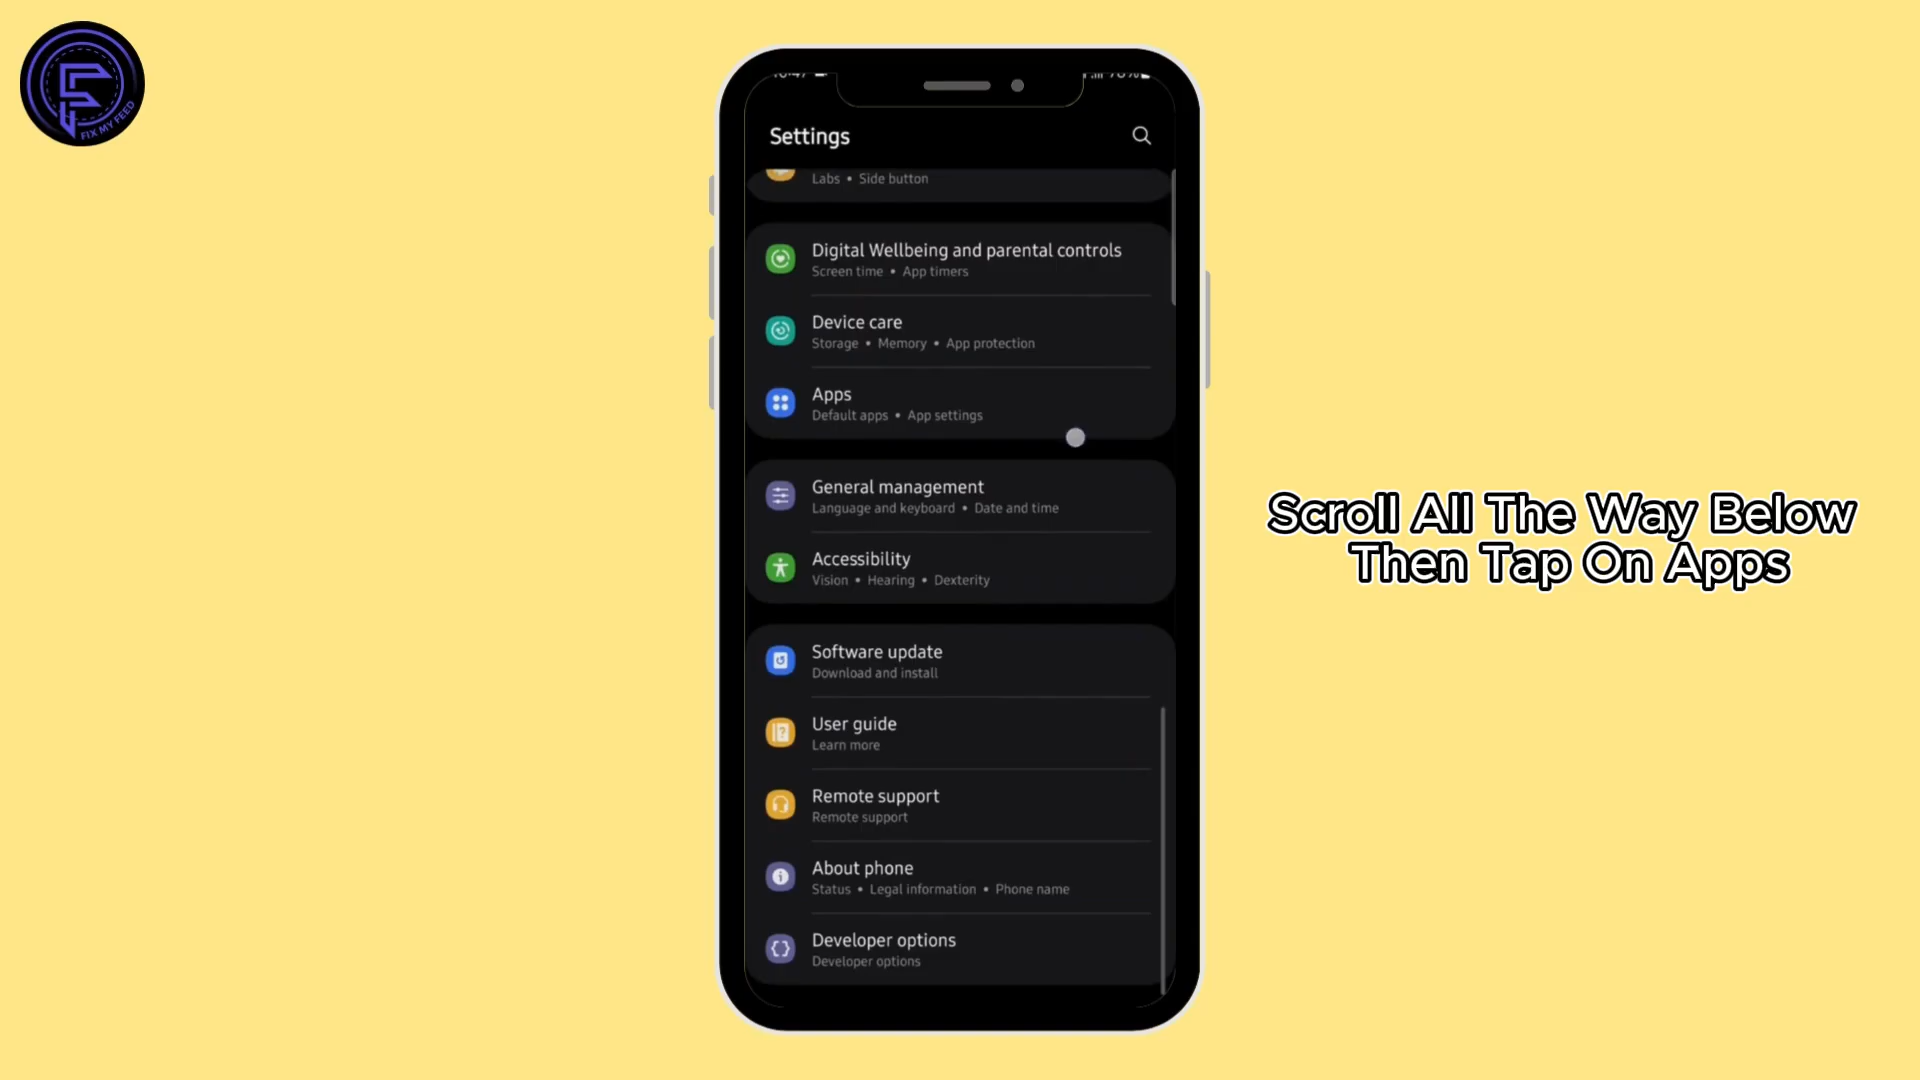 FIX MY FEED
Settings
Labs • Side button
Digital Wellbeing and parental controls
Screen time • App timers
Device care
Storage • Memory • App protection
Apps
Default apps • App settings
General management
Language and keyboard • Date and time
Accessibility
Vision • Hearing • Dexterity
Scroll All The Way Below
Then Tap On Apps
Software update
Download and install
User guide
Learn more
Remote support
Remote support
About phone
Status • Legal information • Phone name
Developer options
Developer options